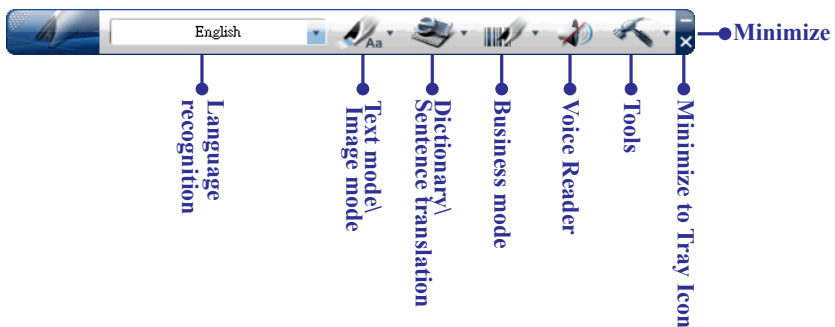 English
Aa
Minimize
Language
recognition
Text mode\
Image mode
Dictionary\
Sentence translation
Business mode
Voice Reader
Tools
Minimize to Tray Icon